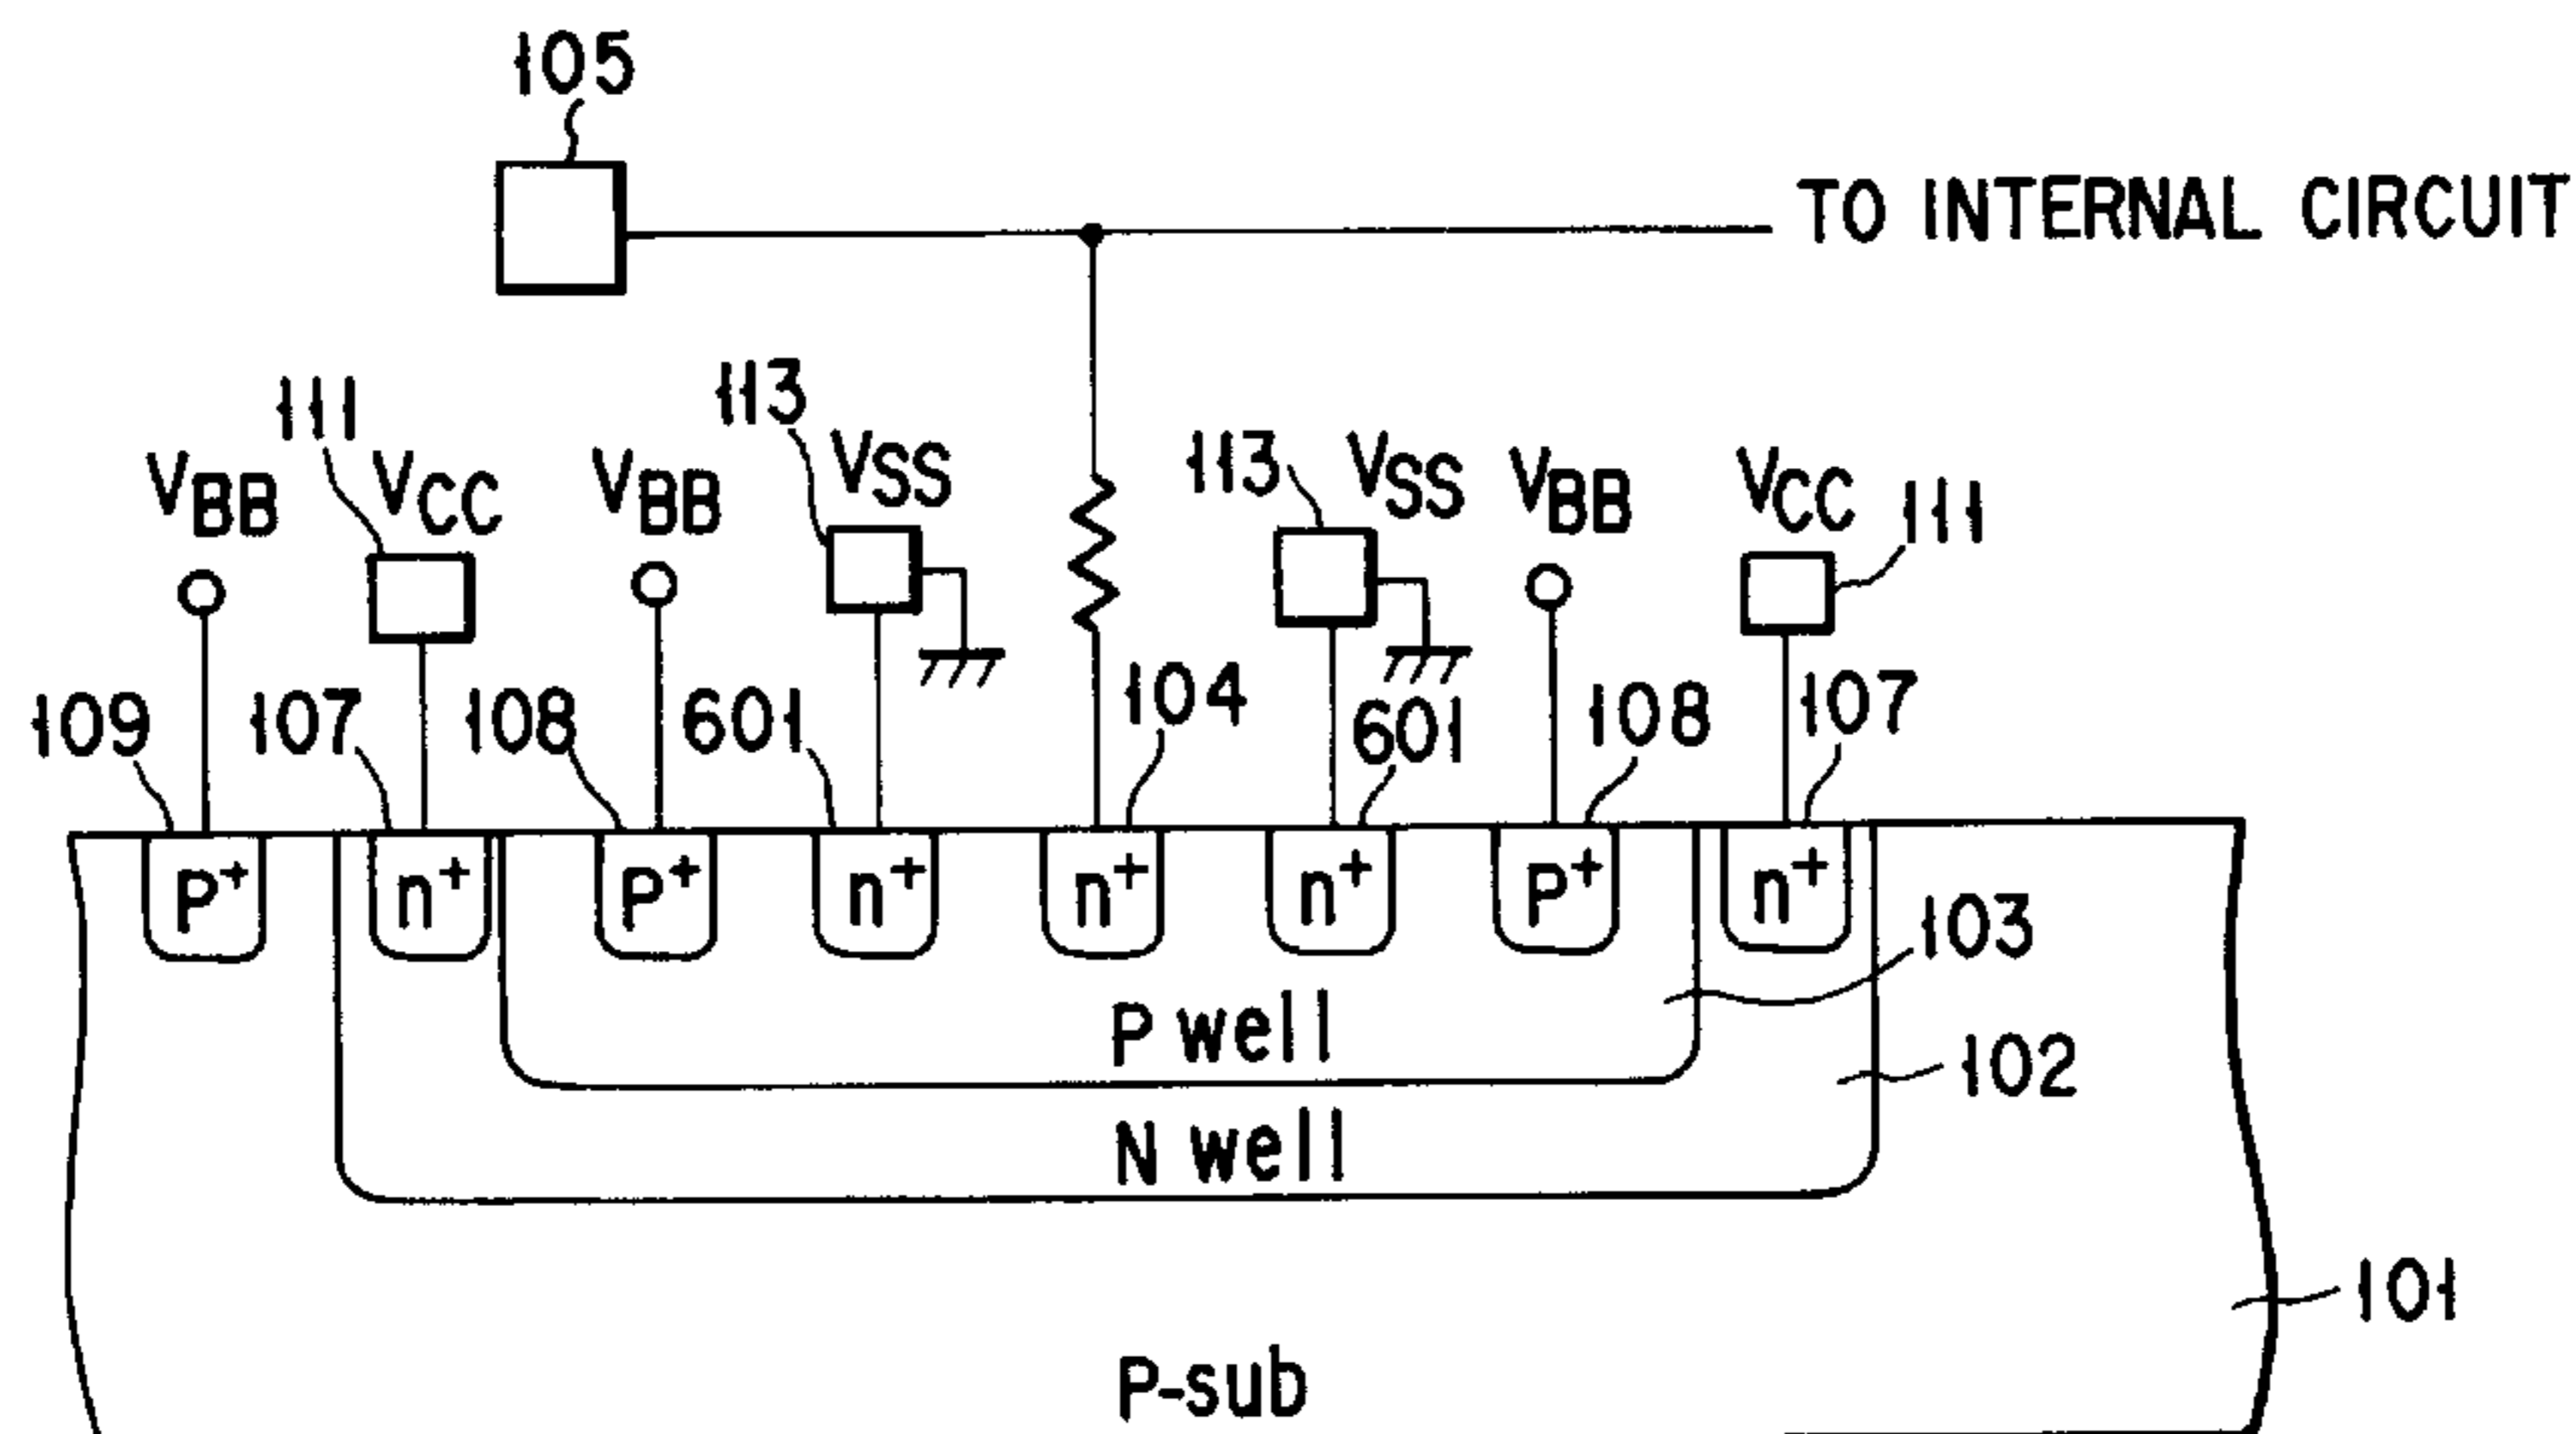 105
TO INTERNAL CIRCUIT
111
113
113
VBB
VCC
VBB
VSS
VSS
VBB
VCC
111
109
107
108
601
104
601
108
107
P+
n+
P+
n+
n+
n+
P+
n+
103
P well
102
N well
101
P-sub